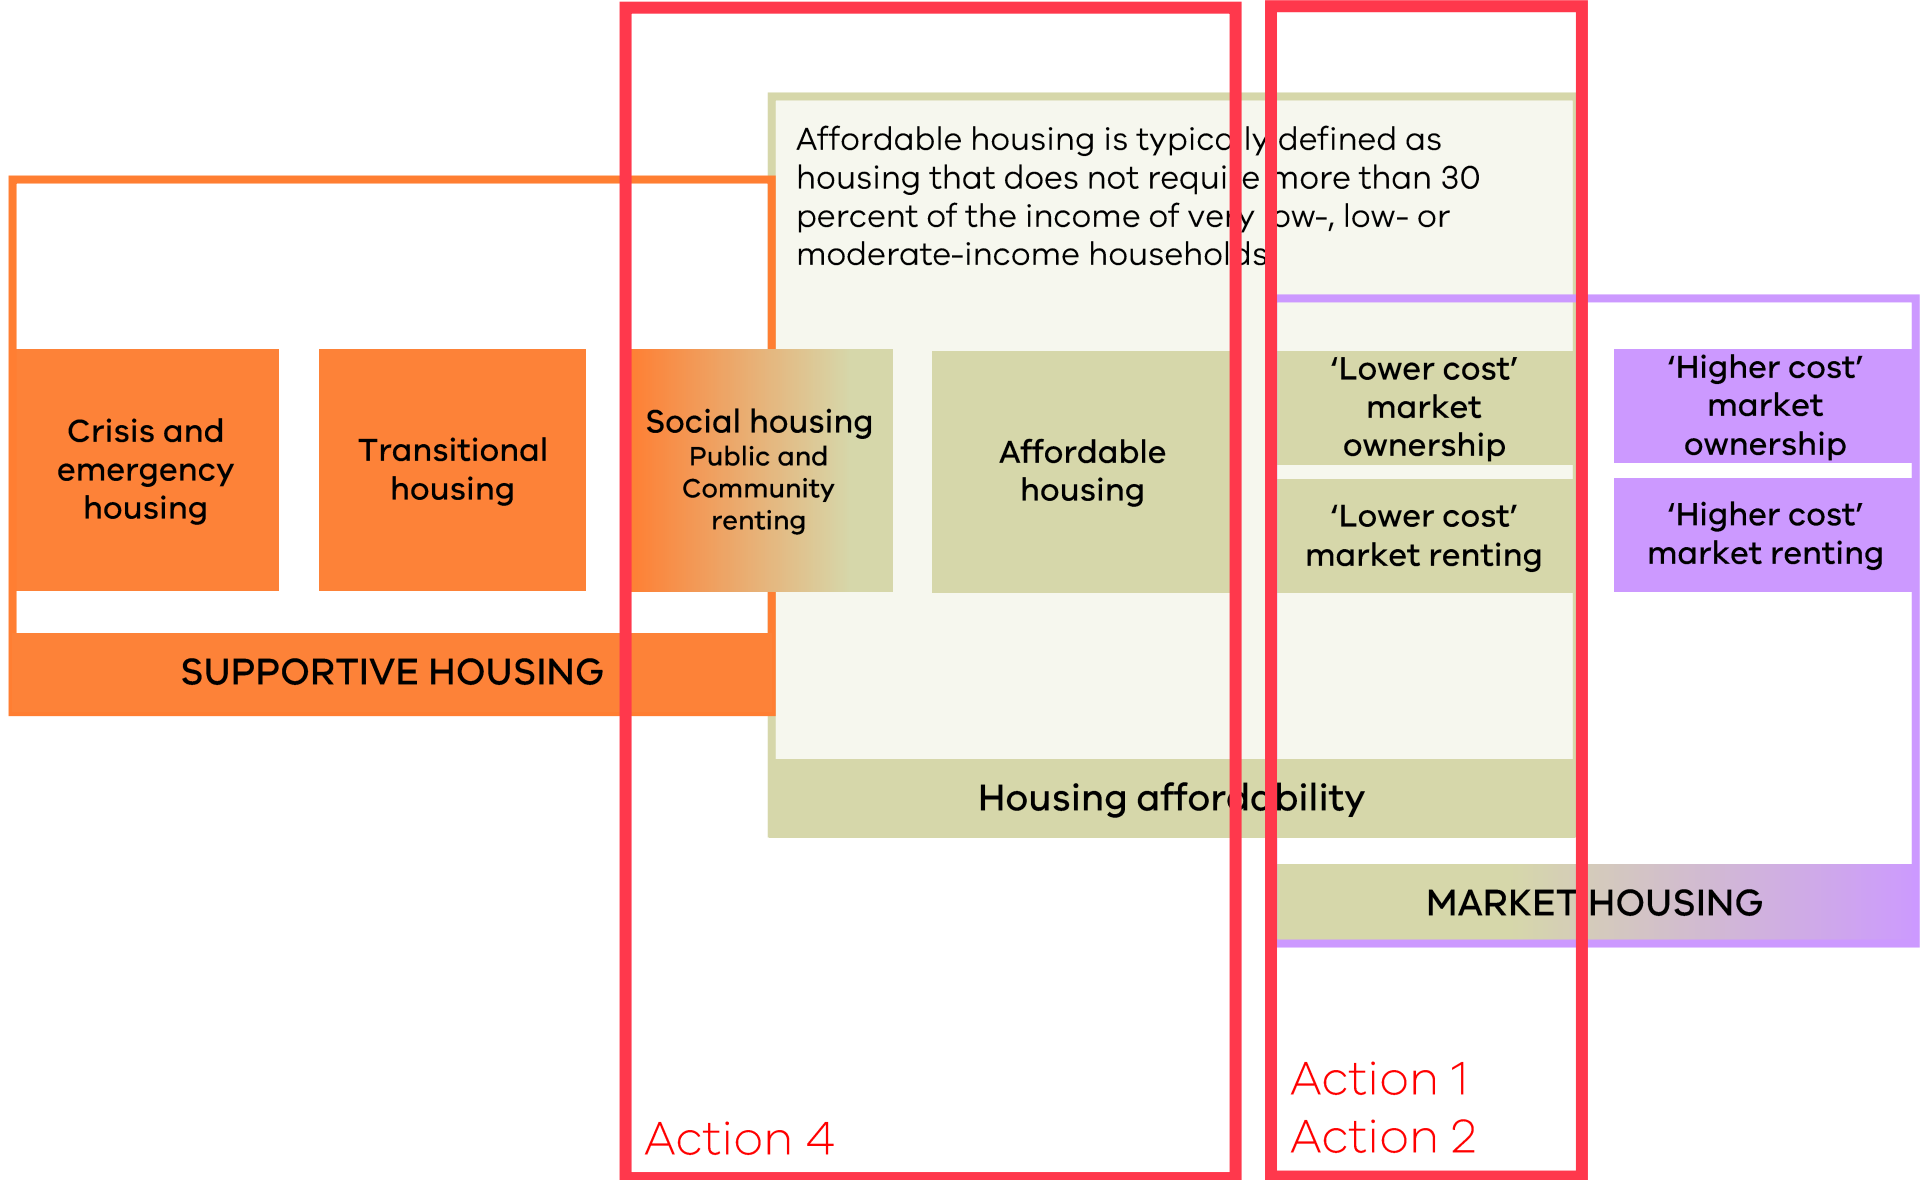 Affordable housing is typically defined as
housing that does not require more than 30
percent of the income of very low-, low- or
moderate-income households
Crisis and
emergency
housing
Transitional
housing
Social housing
Public and
Community
renting
Affordable
housing
‘Lower cost’
market
ownership
‘Lower cost’
market renting
‘Higher cost’
market
ownership
‘Higher cost’
market renting
SUPPORTIVE HOUSING
Housing affordability
MARKET HOUSING
Action 4
Action 1
Action 2